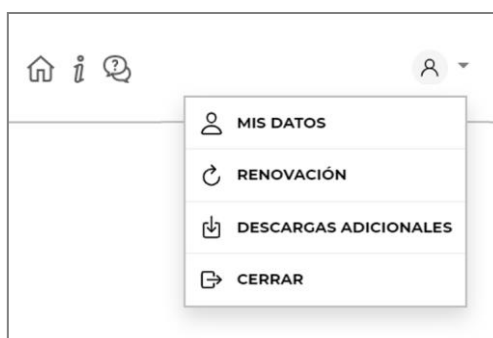 MIS DATOS
RENOVACIÓN
DESCARGAS ADICIONALES
CERRAR